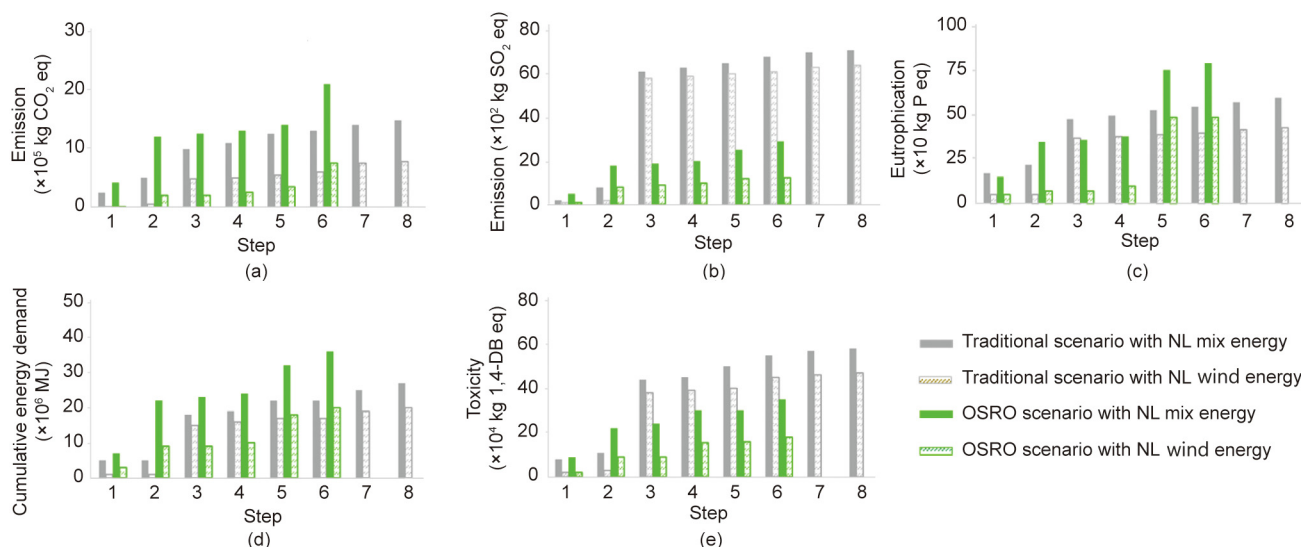 Emission
(×10⁵ kg CO₂ eq)
30
20
10
0
1 2 3 4 5 6 7 8
Step
(a)
Emission (×10² kg SO₂ eq)
80
60
40
20
0
1 2 3 4 5 6 7 8
Step
(b)
Eutrophication
(×10 kg P eq)
100
75
50
25
0
1 2 3 4 5 6 7 8
Step
(c)
Cumulative energy demand
(×10⁶ MJ)
50
40
30
20
10
0
1 2 3 4 5 6 7 8
Step
(d)
Toxicity
(×10⁴ kg 1,4-DB eq)
80
60
40
20
0
1 2 3 4 5 6 7 8
Step
(e)
Traditional scenario with NL mix energy
Traditional scenario with NL wind energy
OSRO scenario with NL mix energy
OSRO scenario with NL wind energy